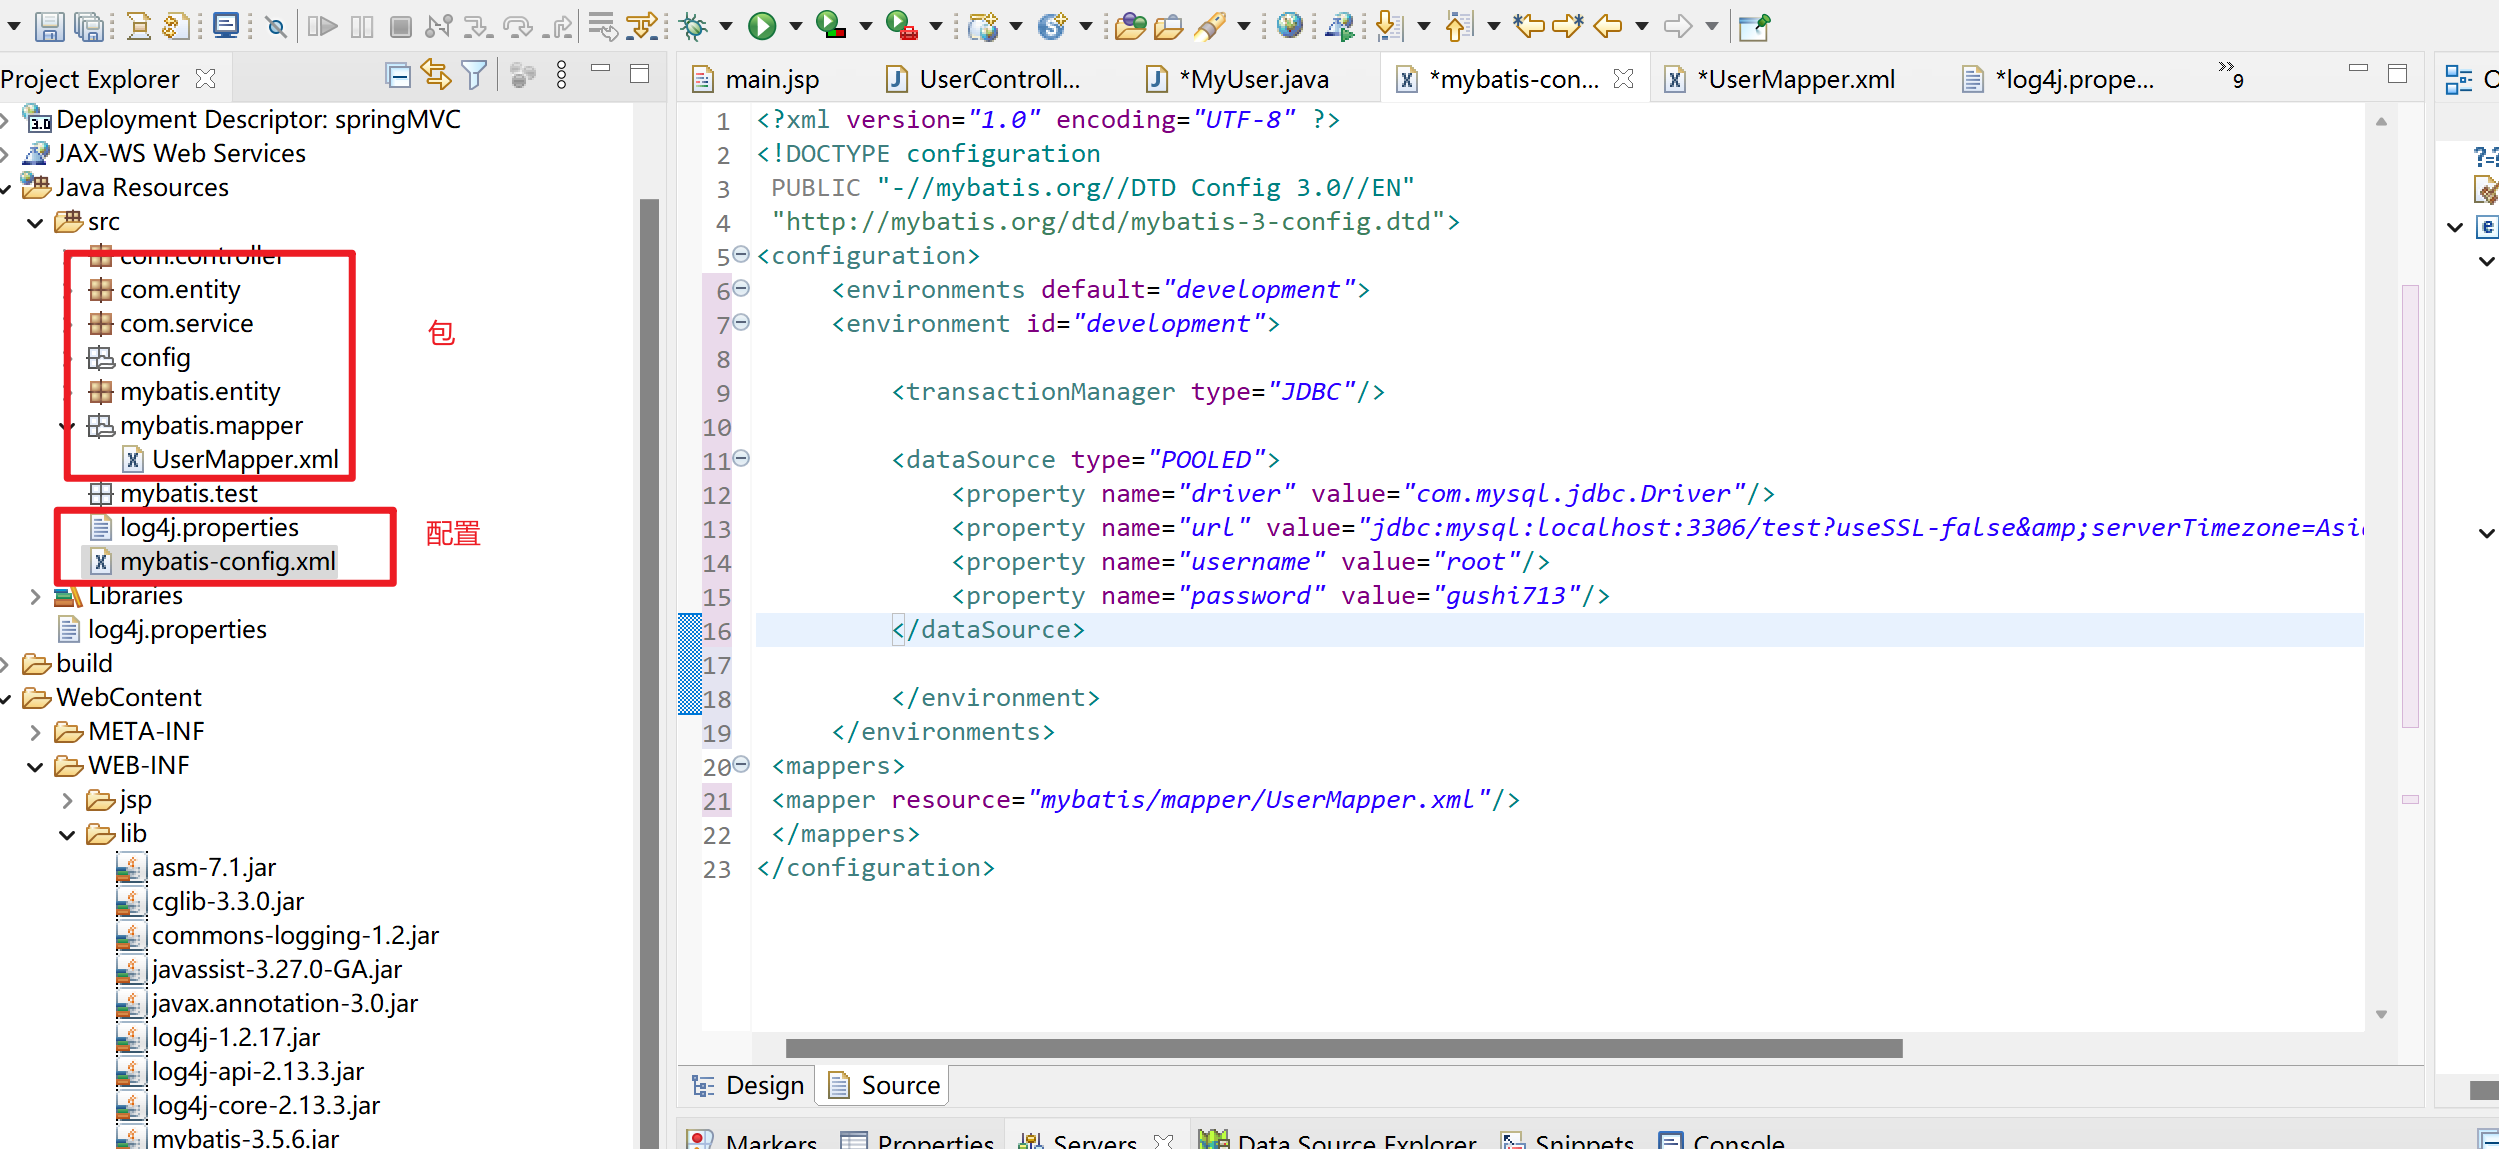 Project Explorer
main.jsp
UserControll...
*MyUser.java
*mybatis-con...
*UserMapper.xml
*log4j.prope...
»9
Deployment Descriptor: springMVC
JAX-WS Web Services
Java Resources
src
com.controller
com.entity
com.service
config
mybatis.entity
mybatis.mapper
UserMapper.xml
mybatis.test
log4j.properties
mybatis-config.xml
Libraries
log4j.properties
build
WebContent
META-INF
WEB-INF
jsp
lib
asm-7.1.jar
cglib-3.3.0.jar
commons-logging-1.2.jar
javassist-3.27.0-GA.jar
javax.annotation-3.0.jar
log4j-1.2.17.jar
log4j-api-2.13.3.jar
log4j-core-2.13.3.jar
mybatis-3.5.6.jar
包
配置
1 <?xml version="1.0" encoding="UTF-8" ?>
2 <!DOCTYPE configuration
3 PUBLIC "-//mybatis.org//DTD Config 3.0//EN"
4 "http://mybatis.org/dtd/mybatis-3-config.dtd">
5 <configuration>
6 <environments default="development">
7 <environment id="development">
8
9 <transactionManager type="JDBC"/>
10
11 <dataSource type="POOLED">
12 <property name="driver" value="com.mysql.jdbc.Driver"/>
13 <property name="url" value="jdbc:mysql:localhost:3306/test?useSSL-false&amp;serverTimezone=Asi
14 <property name="username" value="root"/>
15 <property name="password" value="gushi713"/>
16 </dataSource>
17
18 </environment>
19 </environments>
20 <mappers>
21 <mapper resource="mybatis/mapper/UserMapper.xml"/>
22 </mappers>
23 </configuration>
Design
Source
Markers
Properties
Servers
Data Source Explorer
Snippets
Console